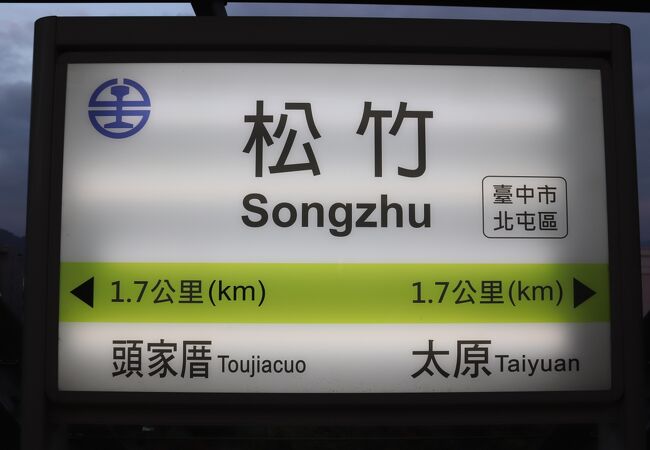 松竹
Songzhu
臺中市
北屯區
1.7公里(km)
1.7公里(km)
頭家厝 Toujiacuo
太原 Taiyuan